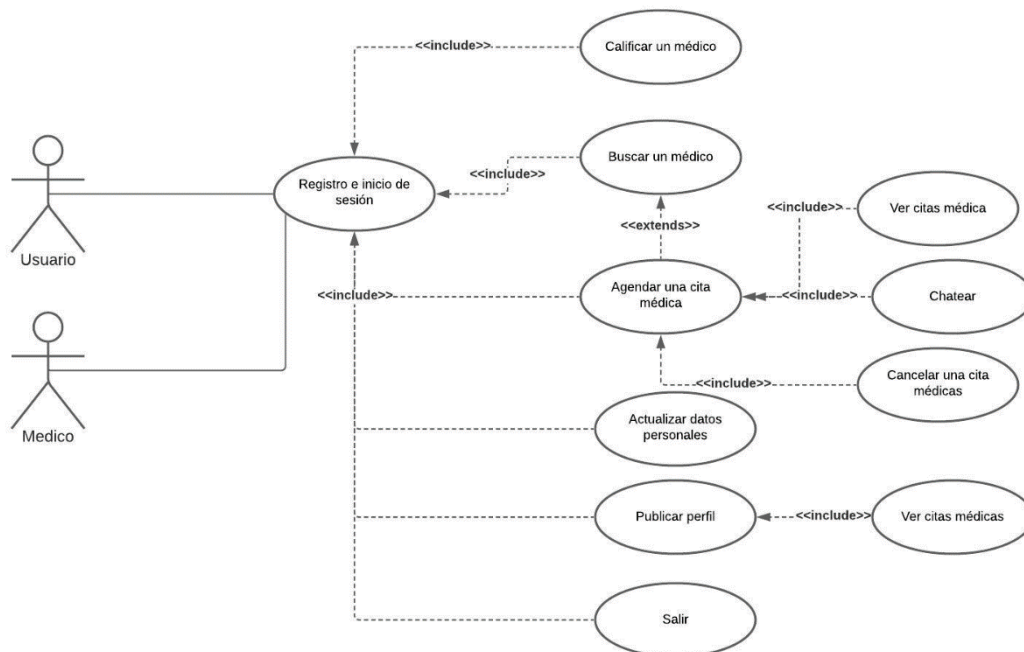 <<include>>
Calificar un médico
Buscar un médico
<<include>>
Registro e inicio de
sesión
<<include>>
Ver citas médica
<<extends>>
Usuario
<<include>>
Agendar una cita
médica
<<include>>
Chatear
<<include>>
Cancelar una cita
médicas
Medico
Actualizar datos
personales
Publicar perfil
<<include>>
Ver citas médicas
Salir